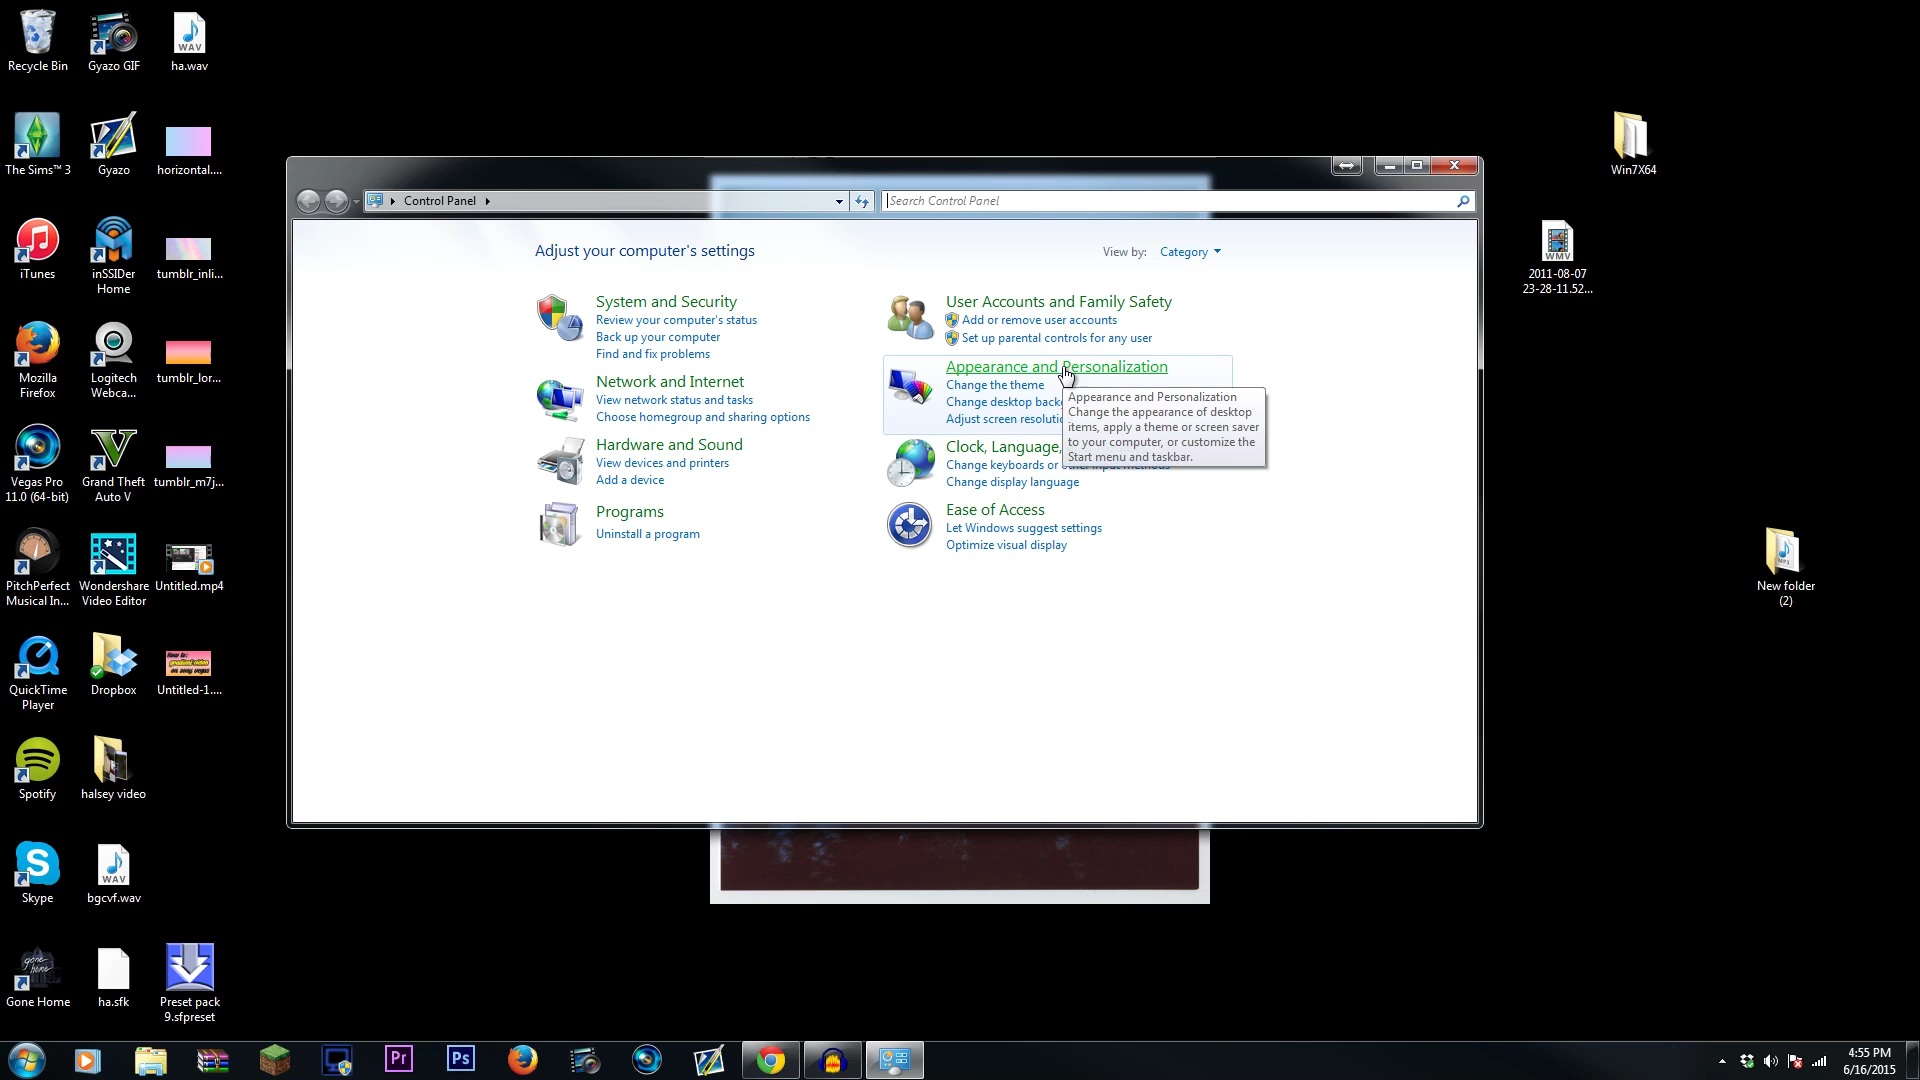 Recycle Bin
Gyazo GIF
ha.wav
WAV
The Sims™ 3
Gyazo
horizontal....
iTunes
inSSIDer
Home
tumblr_inli...
Mozilla
Firefox
Logitech
Webca...
tumblr_lor...
Vegas Pro
11.0 (64-bit)
Grand Theft
Auto V
tumblr_m7j...
PitchPerfect
Musical In...
Wondershare
Video Editor
Untitled.mp4
QuickTime
Player
Dropbox
Untitled-1....
Spotify
halsey video
Skype
WAV
bgcvf.wav
gone
home
Gone Home
ha.sfk
Preset pack
9.sfpreset
Control Panel
Search Control Panel
Adjust your computer's settings
View by: Category
System and Security
Review your computer's status
Back up your computer
Find and fix problems
Network and Internet
View network status and tasks
Choose homegroup and sharing options
Hardware and Sound
View devices and printers
Add a device
Programs
Uninstall a program
User Accounts and Family Safety
Add or remove user accounts
Set up parental controls for any user
Appearance and Personalization
Change the theme
Change desktop back
Adjust screen resoluti
Appearance and Personalization
Change the appearance of desktop
items, apply a theme or screen saver
to your computer, or customize the
Start menu and taskbar.
Clock, Language,
Change keyboards or other input methods
Change display language
Ease of Access
Let Windows suggest settings
Optimize visual display
Win7X64
WMV
2011-08-07
23-28-11.52...
MP3
New folder
(2)
Pr
Ps
4:55 PM
6/16/2015